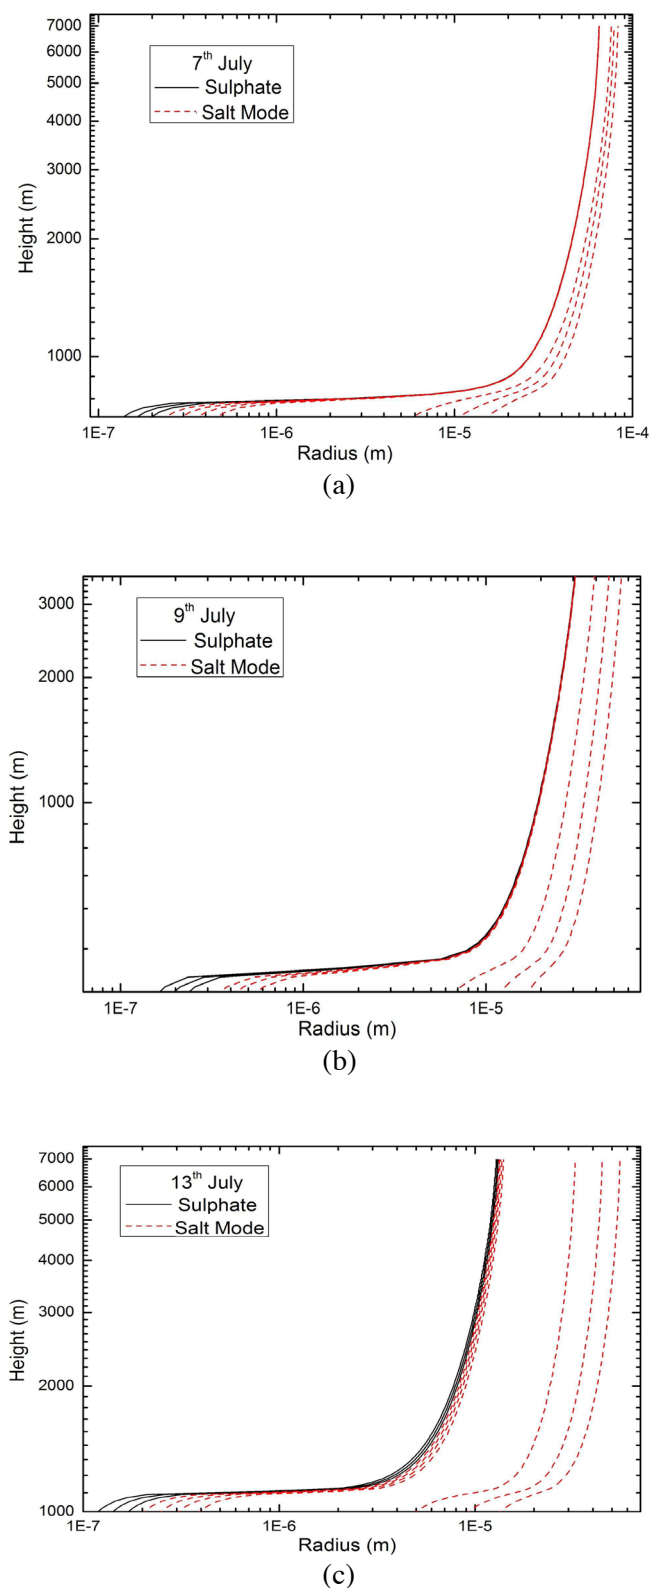 7000
6000
5000
4000
3000
2000
1000
Height (m)
7th July
Sulphate
Salt Mode
1E-7 1E-6 1E-5 1E-4
Radius (m)
(a)
3000
2000
1000
Height (m)
9th July
Sulphate
Salt Mode
1E-7 1E-6 1E-5
Radius (m)
(b)
7000
6000
5000
4000
3000
2000
1000
Height (m)
13th July
Sulphate
Salt Mode
1E-7 1E-6 1E-5
Radius (m)
(c)